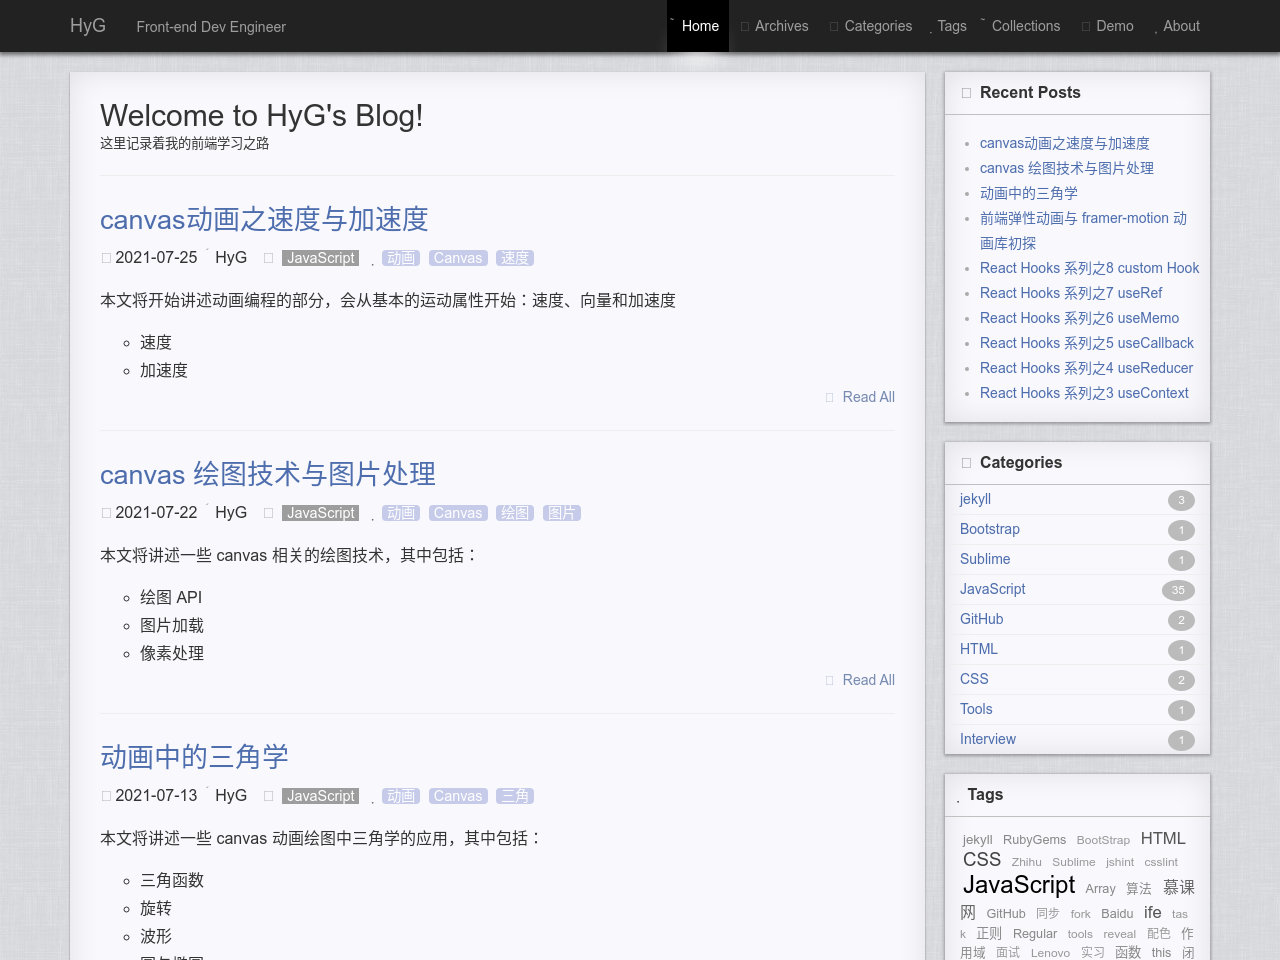 HyG Front-end Dev Engineer Home Archives Categories Tags Collections Demo About
Welcome to HyG's Blog!
这里记录着我的前端学习之路
canvas动画之速度与加速度
2021-07-25 HyG JavaScript 动画 Canvas 速度
本文将开始讲述动画编程的部分，会从基本的运动属性开始：速度、向量和加速度
速度
加速度
Read All
canvas 绘图技术与图片处理
2021-07-22 HyG JavaScript 动画 Canvas 绘图 图片
本文将讲述一些 canvas 相关的绘图技术，其中包括：
绘图 API
图片加载
像素处理
Read All
动画中的三角学
2021-07-13 HyG JavaScript 动画 Canvas 三角
本文将讲述一些 canvas 动画绘图中三角学的应用，其中包括：
三角函数
旋转
波形
Recent Posts
canvas动画之速度与加速度
canvas 绘图技术与图片处理
动画中的三角学
前端弹性动画与 framer-motion 动
画库初探
React Hooks 系列之8 custom Hook
React Hooks 系列之7 useRef
React Hooks 系列之6 useMemo
React Hooks 系列之5 useCallback
React Hooks 系列之4 useReducer
React Hooks 系列之3 useContext
Categories
jekyll 3
Bootstrap 1
Sublime 1
JavaScript 35
GitHub 2
HTML 1
CSS 2
Tools 1
Interview 1
Tags
jekyll RubyGems BootStrap HTML
CSS Zhihu Sublime jshint csslint
JavaScript Array 算法 慕课
网 GitHub 同步 fork Baidu ife tas
k 正则 Regular tools reveal 配色 作
用域 面试 Lenovo 实习 函数 this 闭